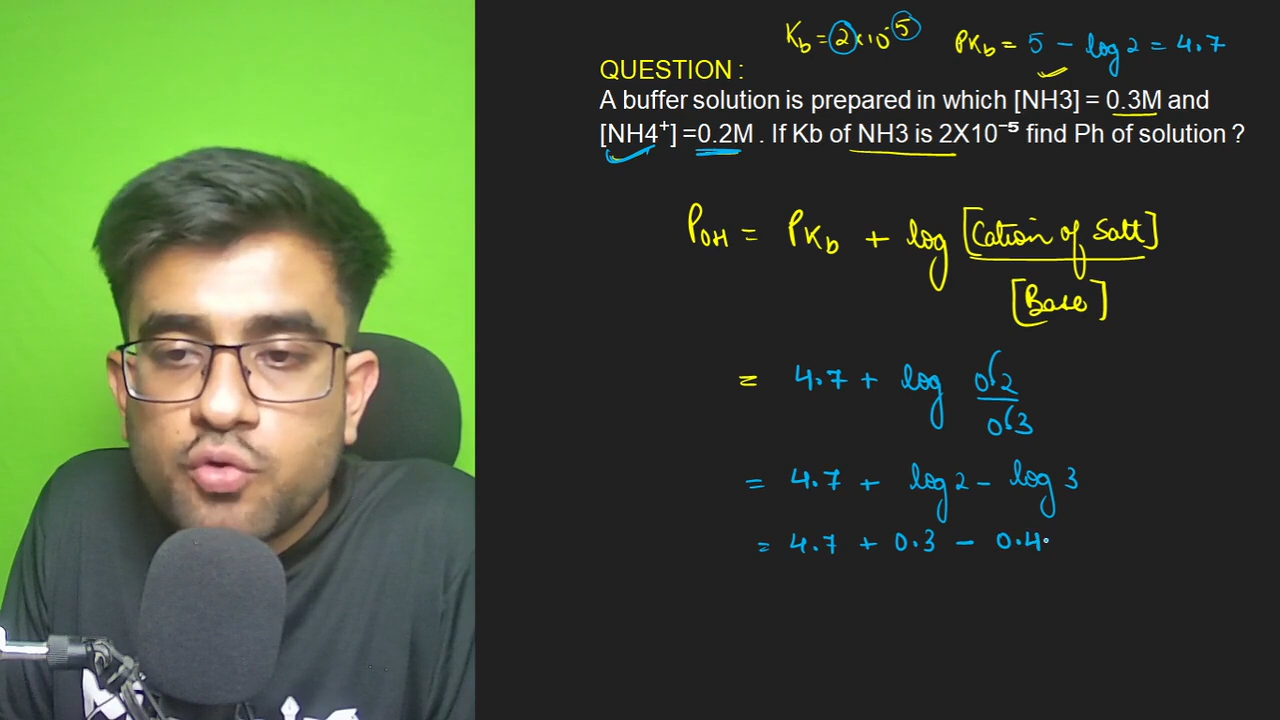 Kb = 2×10⁻⁵ PKb = 5 - log 2 = 4.7
QUESTION :
A buffer solution is prepared in which [NH3] = 0.3M and
[NH4⁺] =0.2M . If Kb of NH3 is 2X10⁻⁵ find Ph of solution ?
POH = PKb + log [Cation of Salt]
[Base]
= 4.7 + log 0.2
0.3
= 4.7 + log 2 - log 3
= 4.7 + 0.3 - 0.4